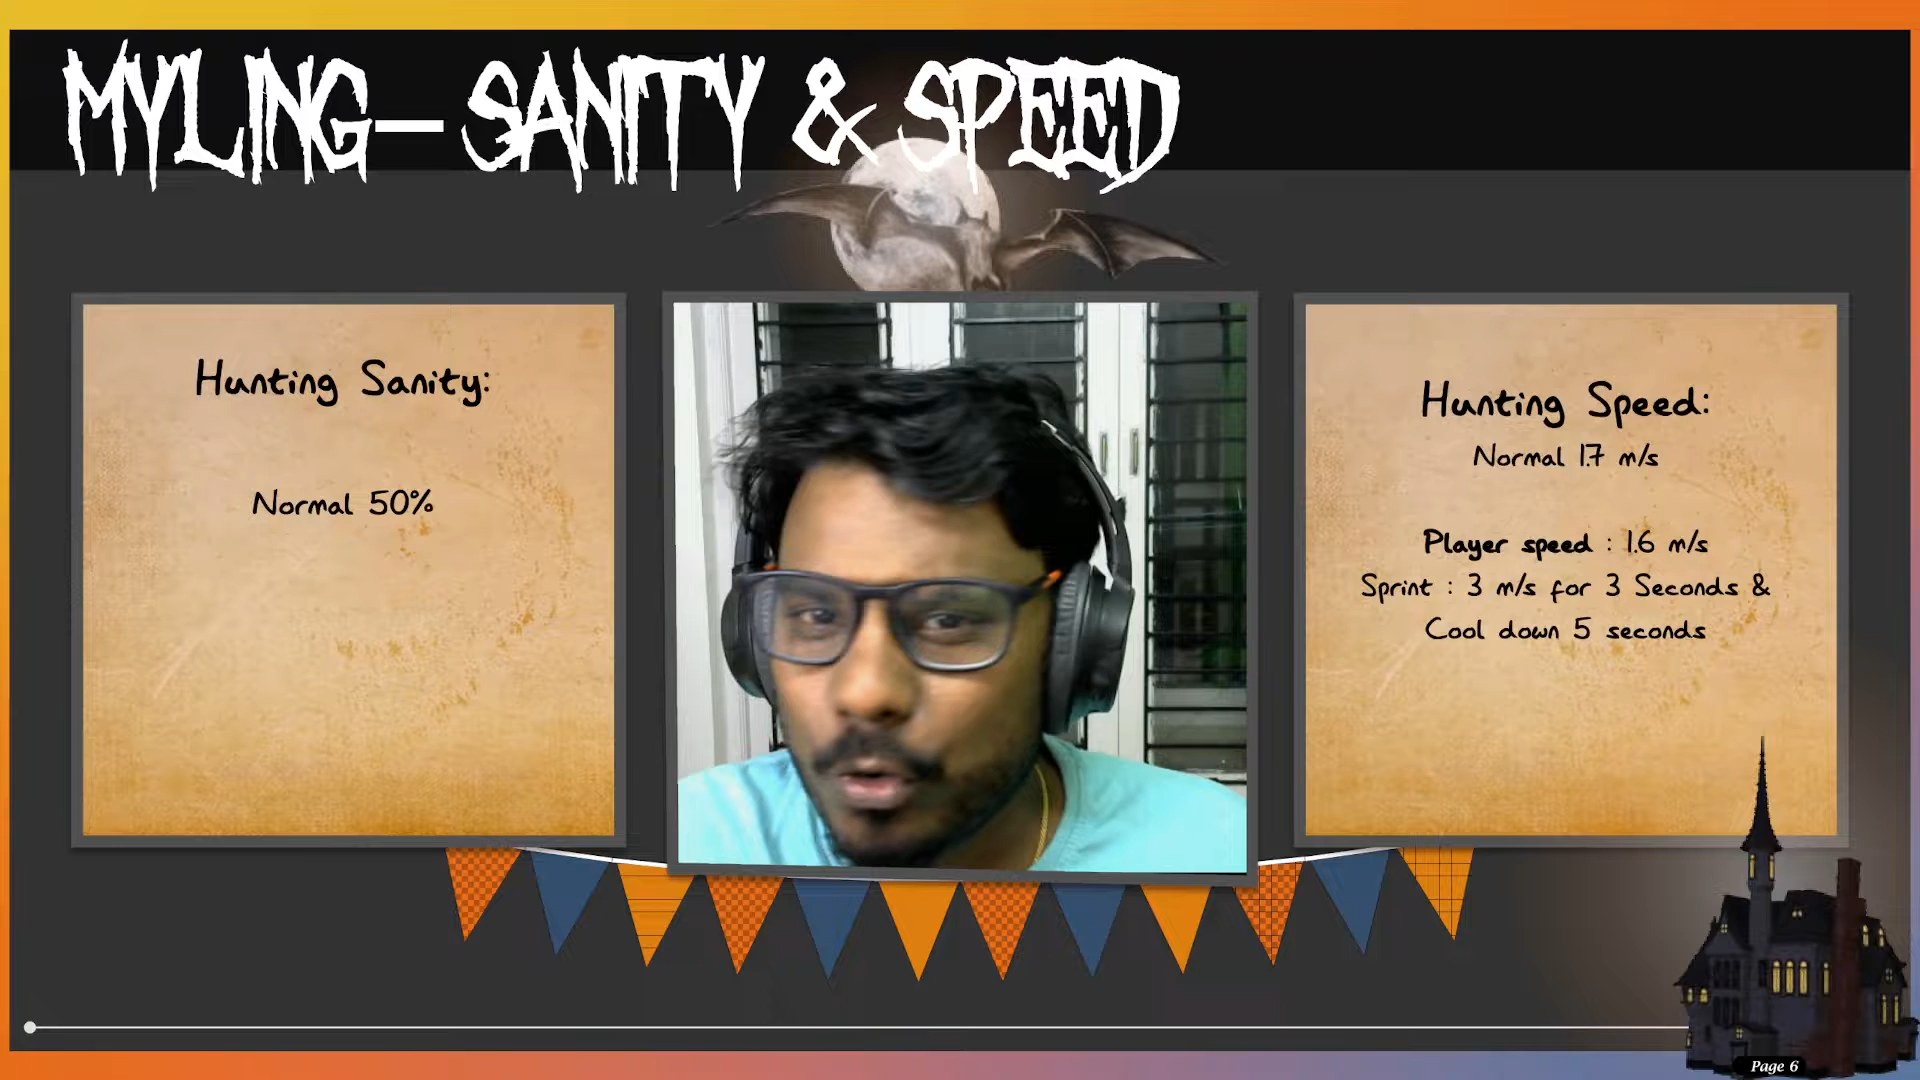 MYLING- SANITY & SPEED
Hunting Sanity:
Normal 50%
Hunting Speed:
Normal 1.7 m/s
Player speed : 1.6 m/s
Sprint : 3 m/s for 3 Seconds &
Cool down 5 seconds
Page 6